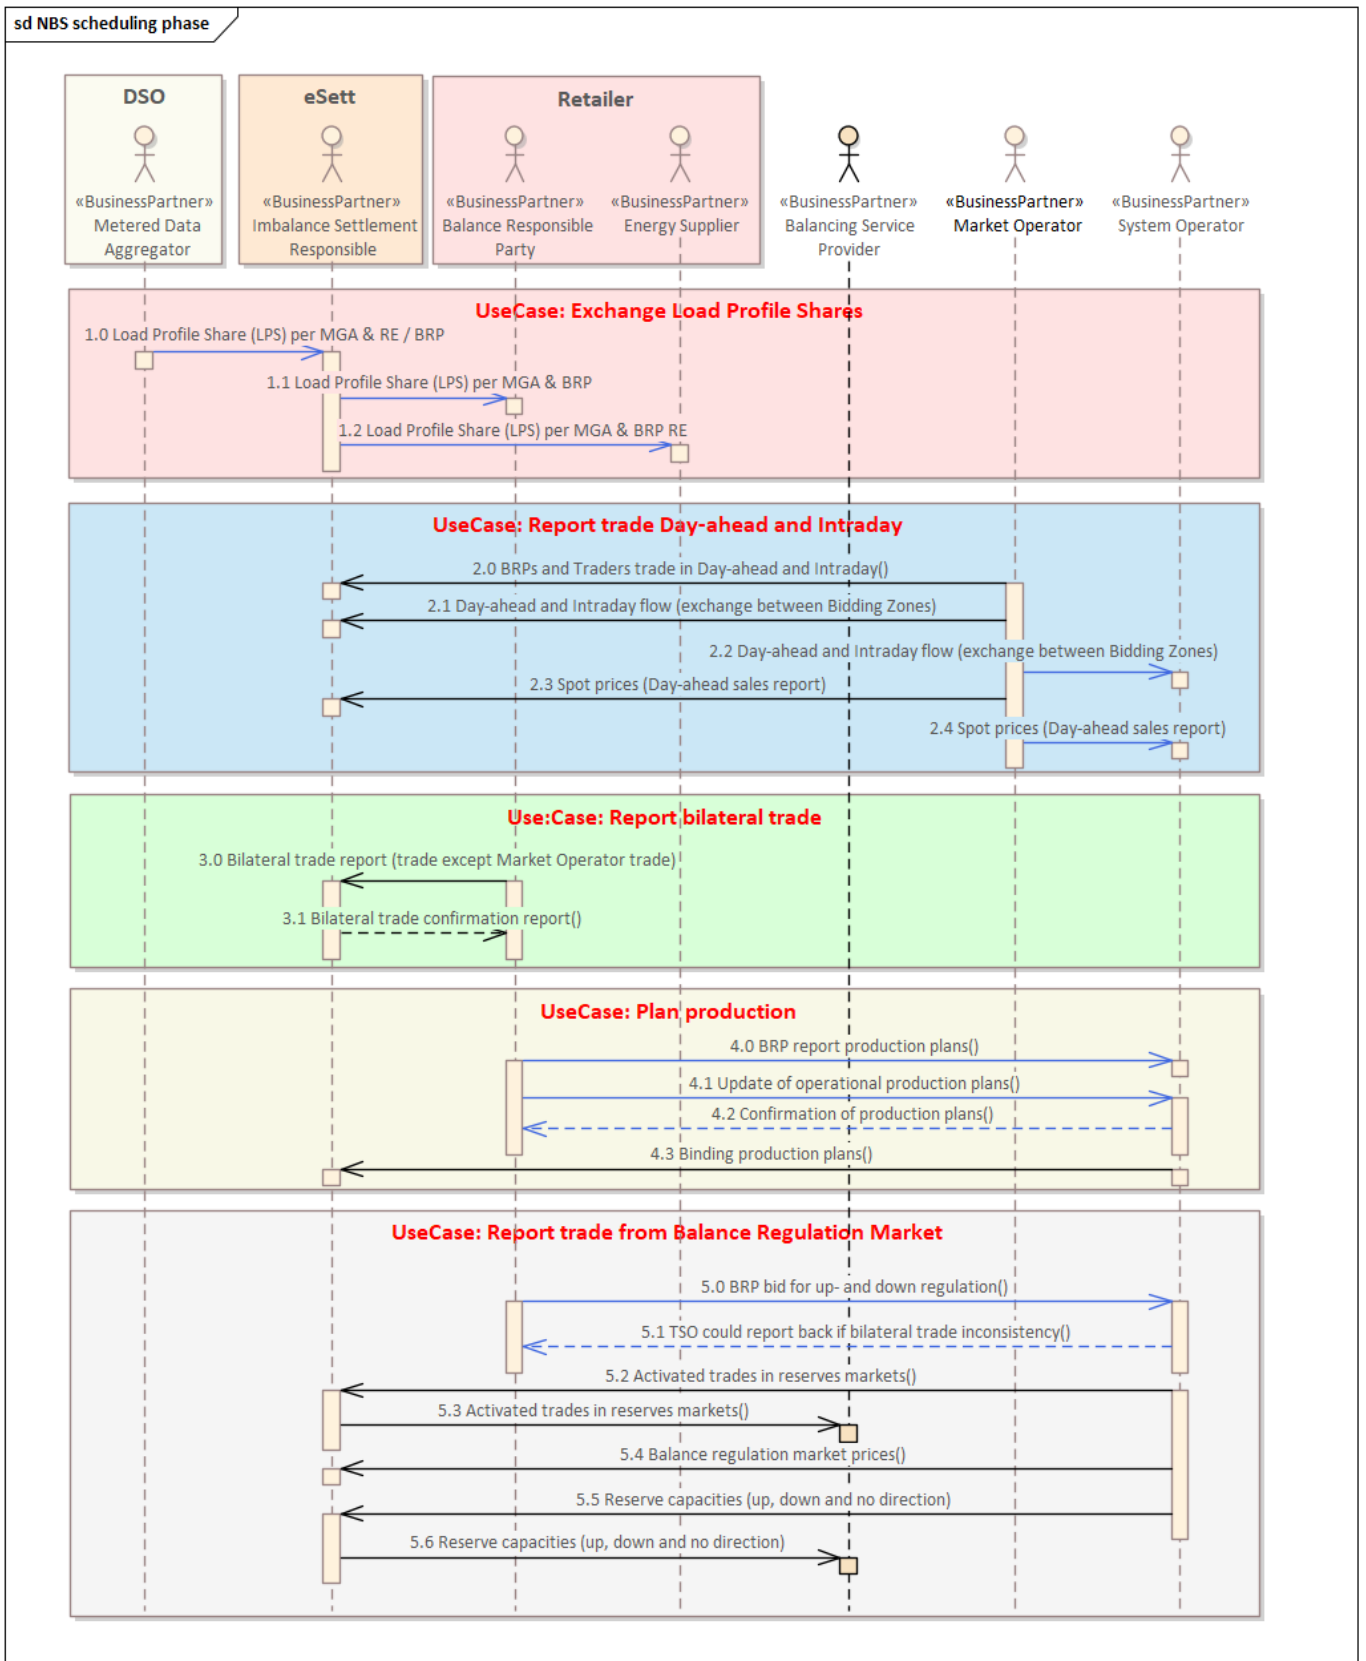 sd NBS scheduling phase
DSO
eSett
Retailer
«BusinessPartner»
Metered Data
Aggregator
«BusinessPartner»
Imbalance Settlement
Responsible
«BusinessPartner»
Balance Responsible
Party
«BusinessPartner»
Energy Supplier
«BusinessPartner»
Balancing Service
Provider
«BusinessPartner»
Market Operator
«BusinessPartner»
System Operator
UseCase: Exchange Load Profile Shares
1.0 Load Profile Share (LPS) per MGA & RE / BRP
1.1 Load Profile Share (LPS) per MGA & BRP
1.2 Load Profile Share (LPS) per MGA & BRP RE
UseCase: Report trade Day-ahead and Intraday
2.0 BRPs and Traders trade in Day-ahead and Intraday()
2.1 Day-ahead and Intraday flow (exchange between Bidding Zones)
2.2 Day-ahead and Intraday flow (exchange between Bidding Zones)
2.3 Spot prices (Day-ahead sales report)
2.4 Spot prices (Day-ahead sales report)
Use:Case: Report bilateral trade
3.0 Bilateral trade report (trade except Market Operator trade)
3.1 Bilateral trade confirmation report()
UseCase: Plan production
4.0 BRP report production plans()
4.1 Update of operational production plans()
4.2 Confirmation of production plans()
4.3 Binding production plans()
UseCase: Report trade from Balance Regulation Market
5.0 BRP bid for up- and down regulation()
5.1 TSO could report back if bilateral trade inconsistency()
5.2 Activated trades in reserves markets()
5.3 Activated trades in reserves markets()
5.4 Balance regulation market prices()
5.5 Reserve capacities (up, down and no direction)
5.6 Reserve capacities (up, down and no direction)